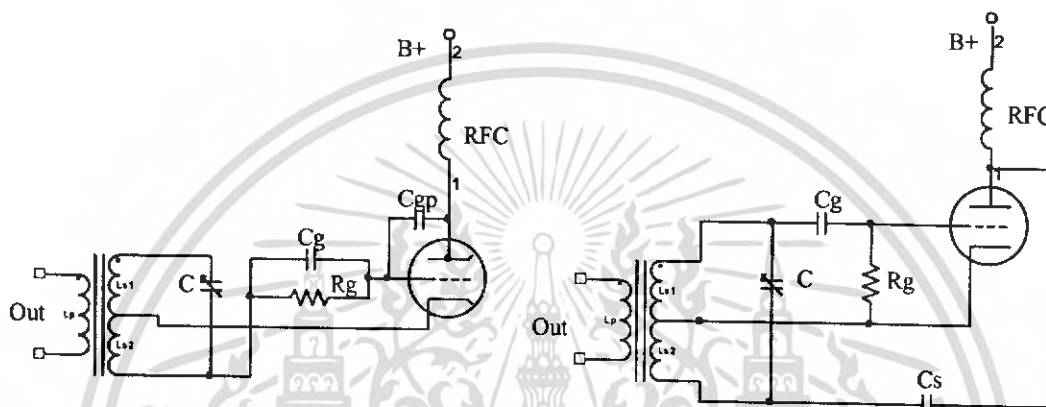 B+
2
RFC
1
Cgp
Cg
Rg
C
Out
Lp
Ls1
Ls2
B+
2
RFC
1
Cg
Rg
C
Out
Lp
Ls1
Ls2
Cs